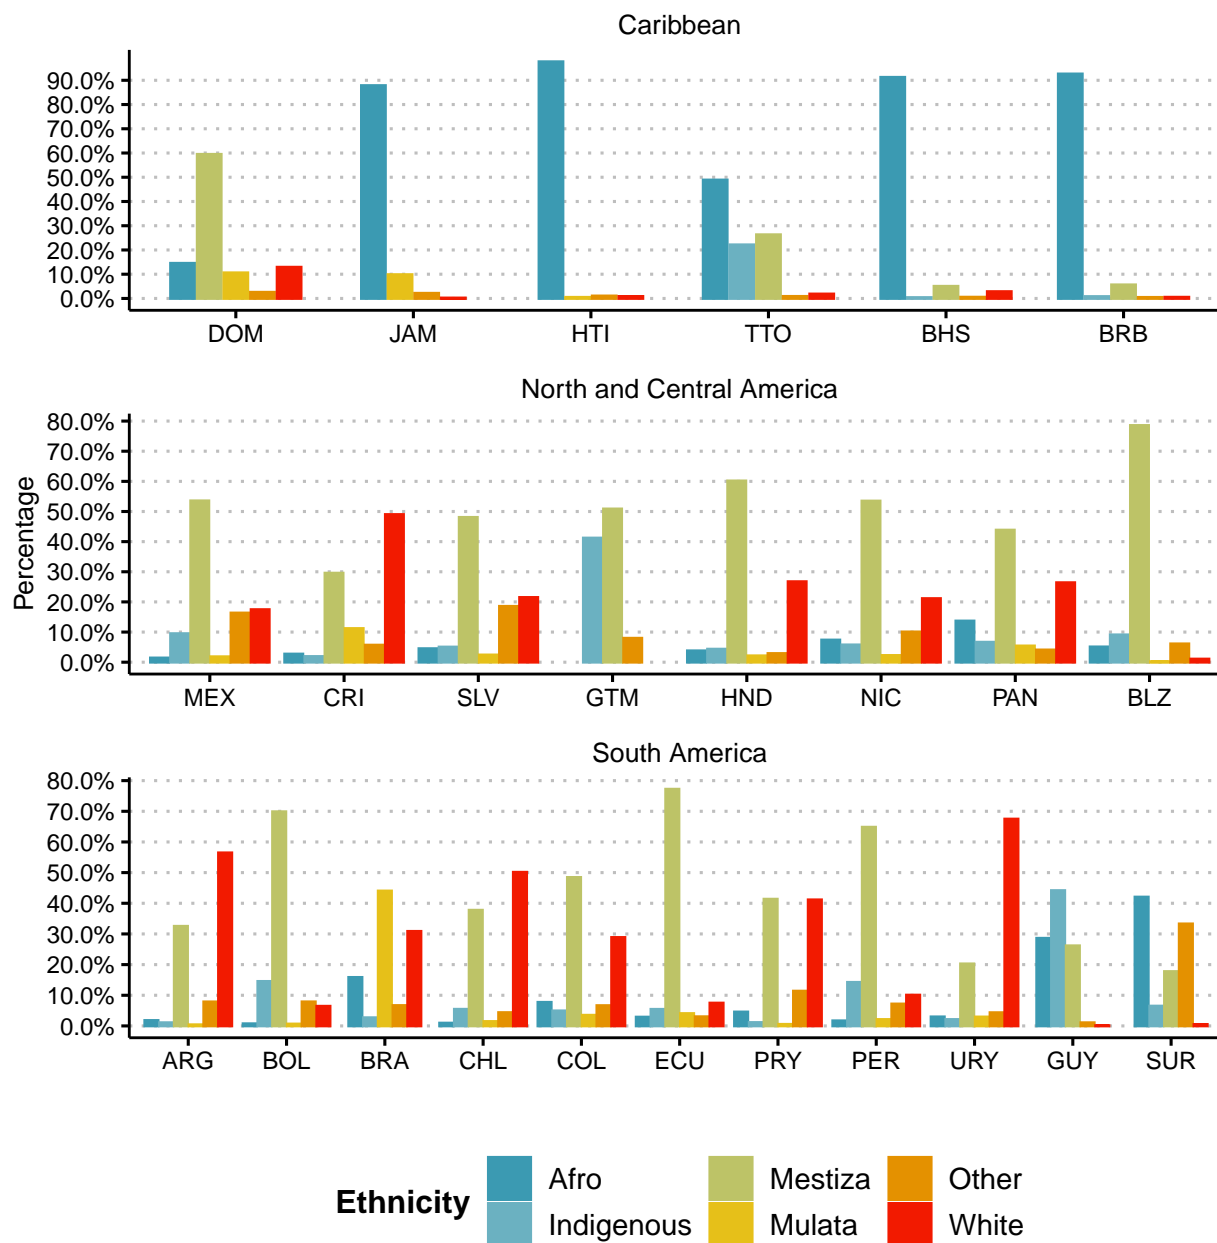 Caribbean
90.0%
80.0%
70.0%
60.0%
50.0%
40.0%
30.0%
20.0%
10.0%
0.0%
DOM JAM HTI TTO BHS BRB
North and Central America
80.0%
70.0%
60.0%
50.0%
40.0%
30.0%
20.0%
10.0%
0.0%
Percentage
MEX CRI SLV GTM HND NIC PAN BLZ
South America
80.0%
70.0%
60.0%
50.0%
40.0%
30.0%
20.0%
10.0%
0.0%
ARG BOL BRA CHL COL ECU PRY PER URY GUY SUR
Ethnicity
Afro Mestiza Other
Indigenous Mulata White